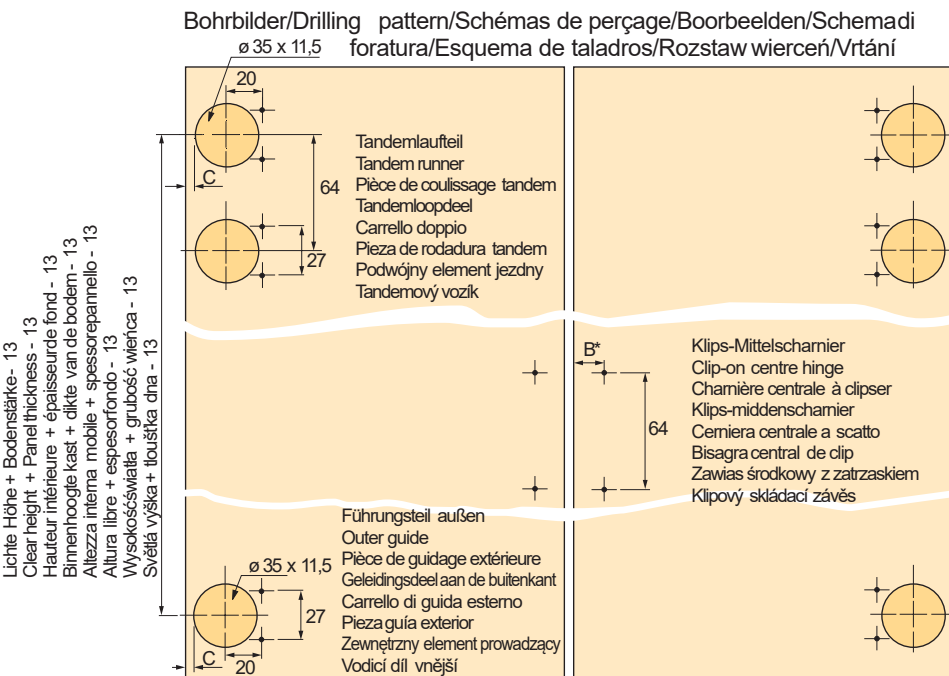 Bohrbilder/Drilling pattern/Schémas de perçage/Boorbeelden/Schemadi
foratura/Esquema de taladros/Rozstaw wierceń/Vrtání
ø 35 x 11,5
20
C
64
27
Tandemlaufteil
Tandem runner
Pièce de coulissage tandem
Tandemloopdeel
Carrello doppio
Pieza de rodadura tandem
Podwójny element jezdny
Tandemový vozík
Lichte Höhe + Bodenstärke - 13
Clear height + Panelthickness - 13
Hauteur intérieure + épaisseur de fond - 13
Binnenhoogte kast + dikte van de bodem - 13
Altezza interna mobile + spessorepannello - 13
Altura libre + espesorfondo - 13
Wysokośćświatła + grubość wieńca - 13
Světlá výška + tloušťka dna - 13
B*
64
Klips-Mittelscharnier
Clip-on centre hinge
Charnière centrale à clipser
Klips-middenscharnier
Cerniera centrale a scatto
Bisagra central de clip
Zawias środkowy z zatrzaskiem
Klipový skládací závěs
Führungsteil außen
Outer guide
Pièce de guidage extérieure
Geleidingsdeel aan de buitenkant
Carrello di guida esterno
Pieza guía exterior
Zewnętrzny element prowadzący
Vodicí díl vnější
ø 35 x 11,5
27
C
20